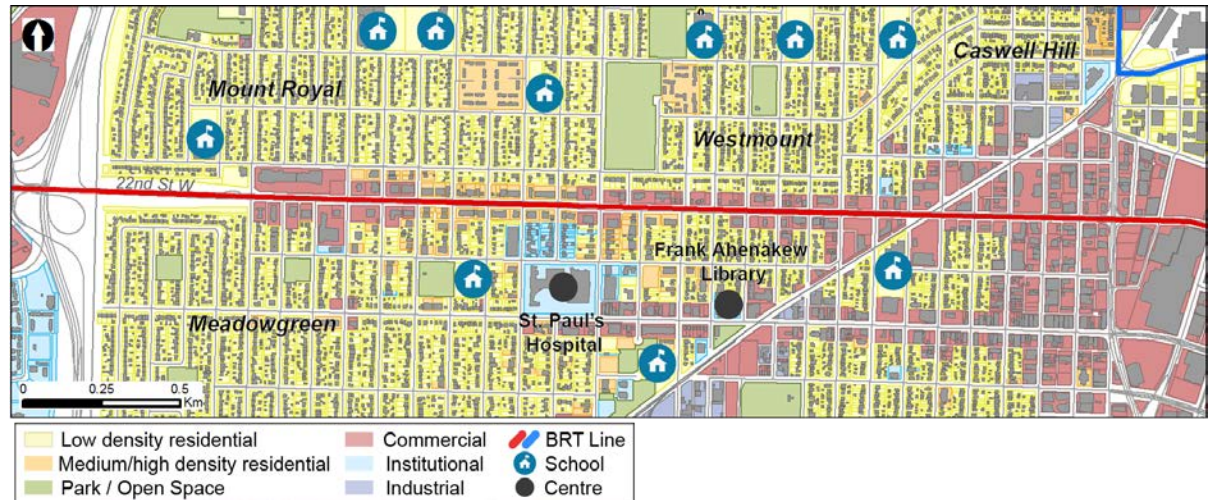 Caswell Hill
Mount Royal
Westmount
22nd St W
Frank Ahenakew
Library
Meadowgreen
St. Paul's
Hospital
0 0.25 0.5
Km
Low density residential
Medium/high density residential
Park / Open Space
Commercial
Institutional
Industrial
BRT Line
School
Centre